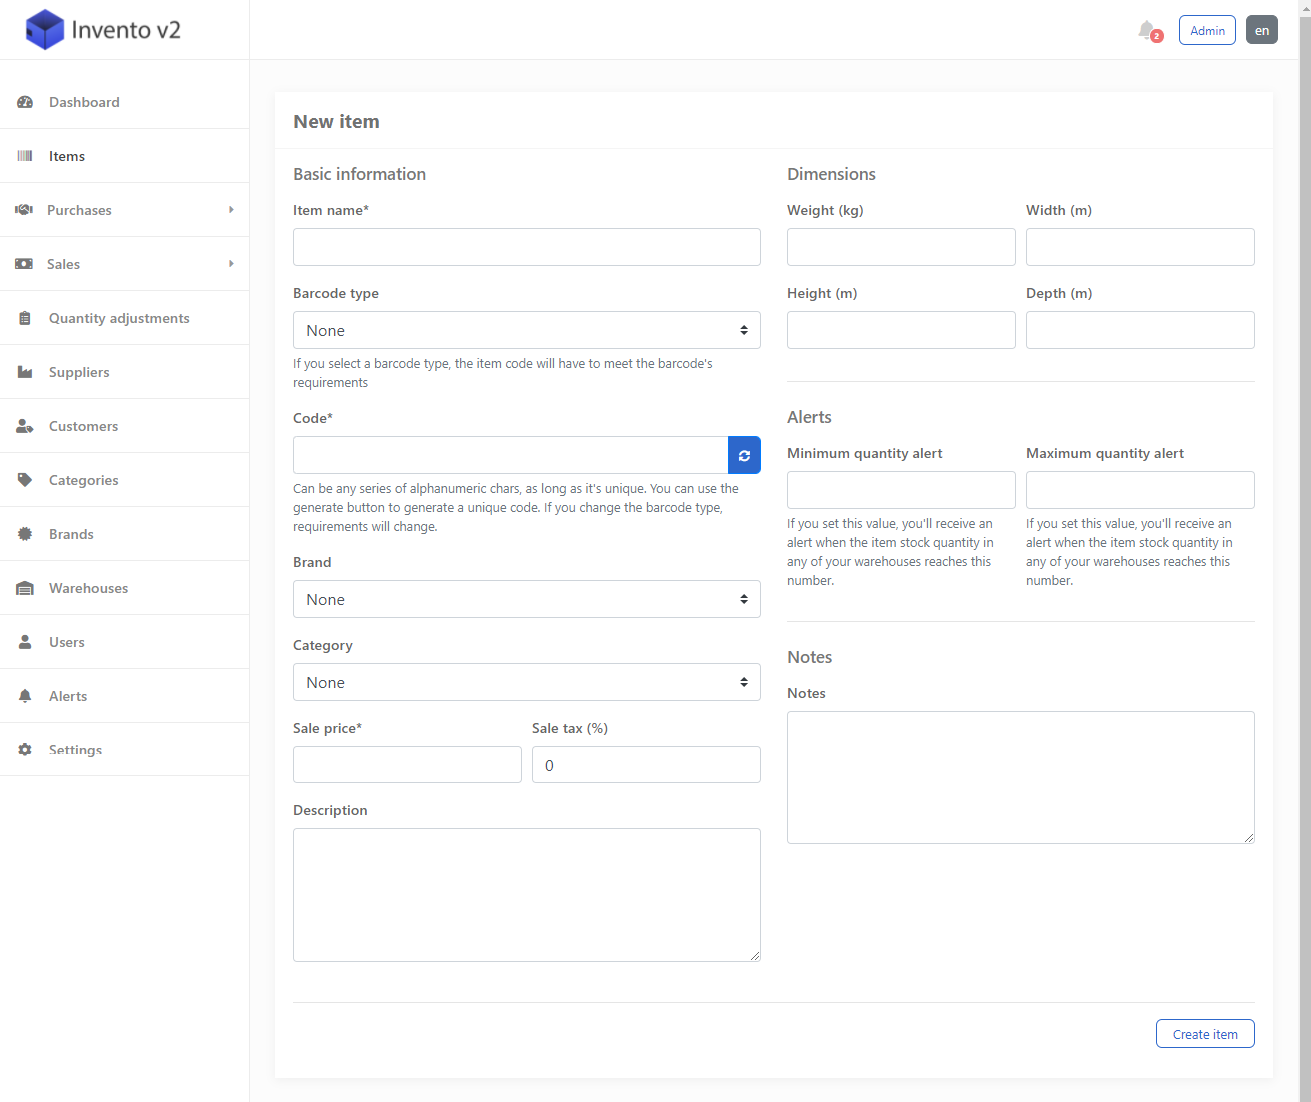 Invento v2
2
Admin
en
Dashboard
Items
Purchases
Sales
Quantity adjustments
Suppliers
Customers
Categories
Brands
Warehouses
Users
Alerts
Settings
New item
Basic information
Item name*
Barcode type
None
If you select a barcode type, the item code will have to meet the barcode's
requirements
Code*
Can be any series of alphanumeric chars, as long as it's unique. You can use the
generate button to generate a unique code. If you change the barcode type,
requirements will change.
Brand
None
Category
None
Sale price*
Sale tax (%)
0
Description
Dimensions
Weight (kg)
Width (m)
Height (m)
Depth (m)
Alerts
Minimum quantity alert
If you set this value, you'll receive an
alert when the item stock quantity in
any of your warehouses reaches this
number.
Maximum quantity alert
If you set this value, you'll receive an
alert when the item stock quantity in
any of your warehouses reaches this
number.
Notes
Notes
Create item